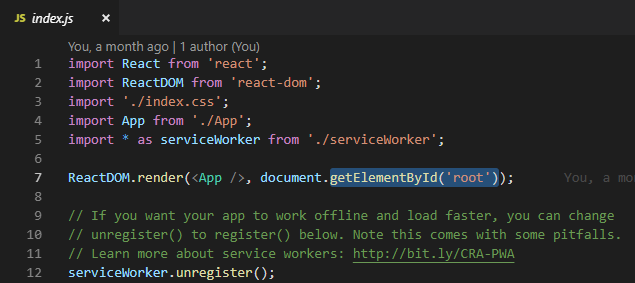 JS index.js ×
You, a month ago | 1 author (You)
1 import React from 'react';
2 import ReactDOM from 'react-dom';
3 import './index.css';
4 import App from './App';
5 import * as serviceWorker from './serviceWorker';
6
7 ReactDOM.render(<App />, document.getElementById('root')); You, a mo
8
9 // If you want your app to work offline and load faster, you can change
10 // unregister() to register() below. Note this comes with some pitfalls.
11 // Learn more about service workers: http://bit.ly/CRA-PWA
12 serviceWorker.unregister();